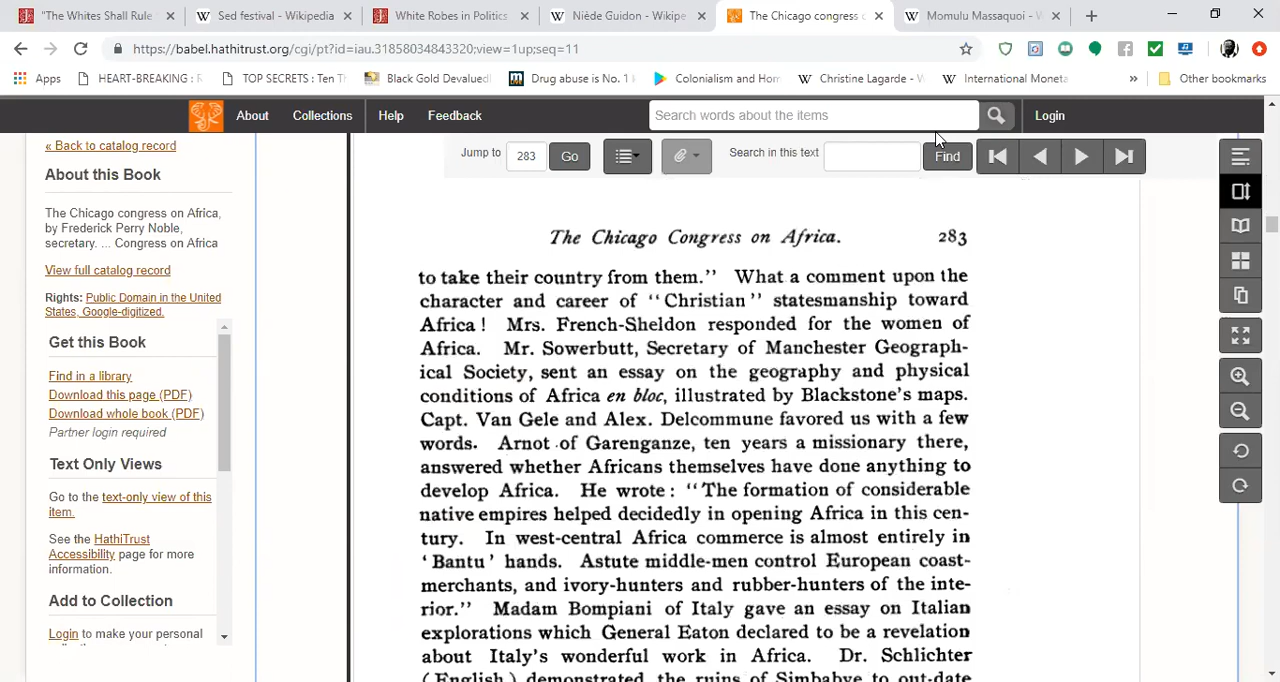 "The Whites Shall Rule
Sed festival - Wikipedia
White Robes in Politics
Niède Guidon - Wikipe
The Chicago congress
Momulu Massaquoi - W
https://babel.hathitrust.org/cgi/pt?id=iau.31858034843320;view=1up;seq=11
Apps
HEART-BREAKING : R
TOP SECRETS : Ten Th
Black Gold Devalued
Drug abuse is No. 1
Colonialism and Hom
Christine Lagarde - W
International Moneta
»
Other bookmarks
About
Collections
Help
Feedback
Search words about the items
Login
Jump to
283
Go
Search in this text
Find
« Back to catalog record
About this Book
The Chicago congress on Africa,
by Frederick Perry Noble,
secretary. ... Congress on Africa
View full catalog record
Rights: Public Domain in the United
States, Google-digitized.
Get this Book
Find in a library
Download this page (PDF)
Download whole book (PDF)
Partner login required
Text Only Views
Go to the text-only view of this
item.
See the HathiTrust
Accessibility page for more
information.
Add to Collection
Login to make your personal
The Chicago Congress on Africa. 283
to take their country from them." What a comment upon the
character and career of "Christian" statesmanship toward
Africa! Mrs. French-Sheldon responded for the women of
Africa. Mr. Sowerbutt, Secretary of Manchester Geograph-
ical Society, sent an essay on the geography and physical
conditions of Africa en bloc, illustrated by Blackstone's maps.
Capt. Van Gele and Alex. Delcommune favored us with a few
words. Arnot of Garenganze, ten years a missionary there,
answered whether Africans themselves have done anything to
develop Africa. He wrote: "The formation of considerable
native empires helped decidedly in opening Africa in this cen-
tury. In west-central Africa commerce is almost entirely in
'Bantu' hands. Astute middle-men control European coast-
merchants, and ivory-hunters and rubber-hunters of the inte-
rior." Madam Bompiani of Italy gave an essay on Italian
explorations which General Eaton declared to be a revelation
about Italy's wonderful work in Africa. Dr. Schlichter
(English) demonstrated the ruins of Simbabye to out-date